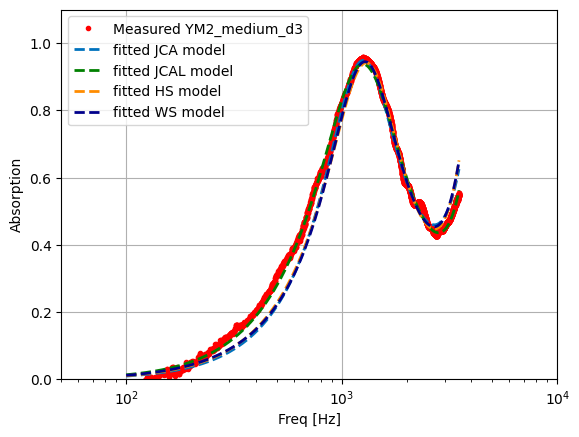 Measured YM2_medium_d3
fitted JCA model
fitted JCAL model
fitted HS model
fitted WS model
Absorption
1.0
0.8
0.6
0.4
0.2
0.0
10²
10³
10⁴
Freq [Hz]